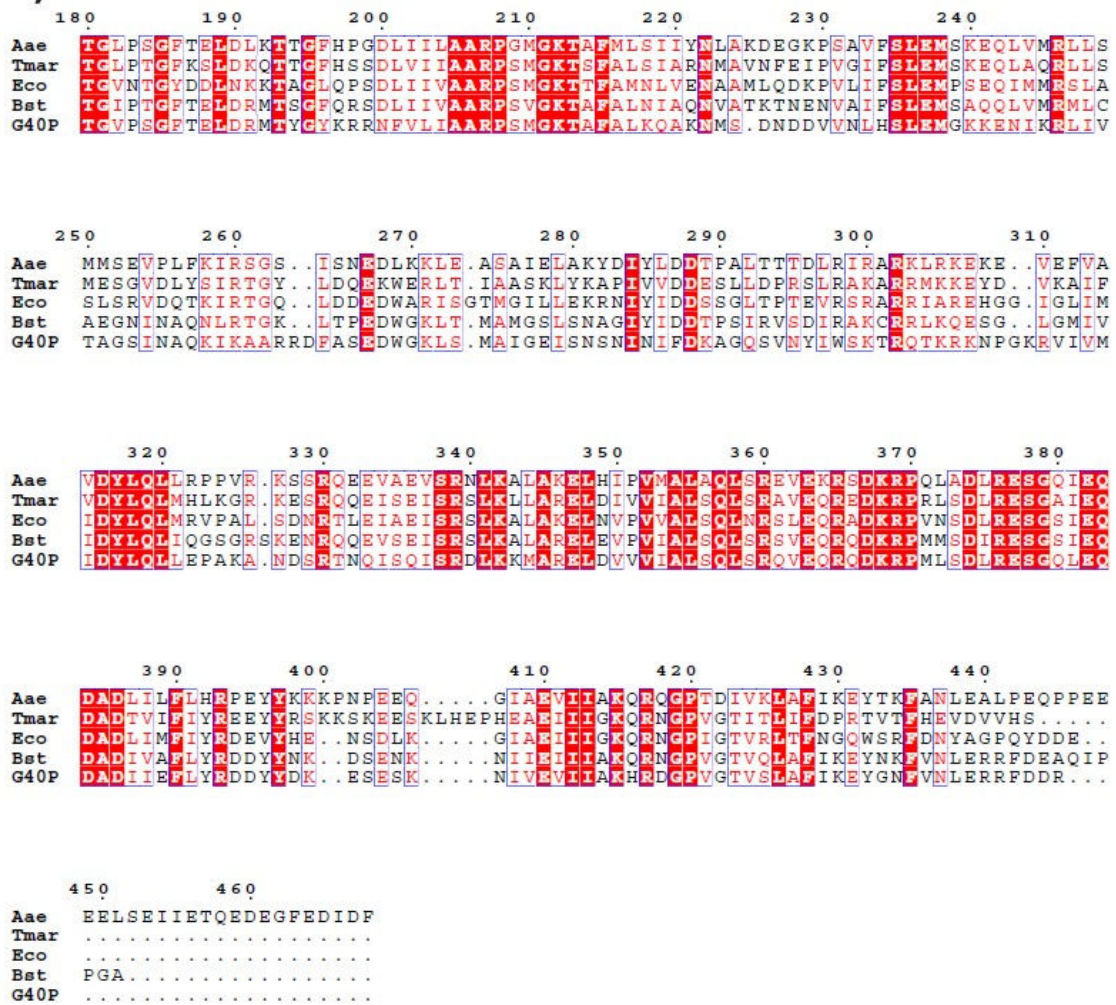 180 190 200 210 220 230 240
Aae TGLPSGFTELDLKTTGFHPGDLIILAARPGMGKTAFMLSIIYNLAKDEGKPSAVFSLEMSKEQLVMRLLS
Tmar TGLPTGFKSLDKQTTGFHSSDLVIIAARPSMGKTSFALSIARNMAVNFEIPVGIFSLEMSKEQLAQRLLS
Eco TGVNTGYDDLNKKTAGLQPSDLIIVAARPSMGKTTFAMNLVENAAMLQDKPVLIFSLEMPSEQIMMRSLA
Bst TGIPTGFTELDRMTSGFQRSDLIIVAARPSVGKTAFALNIAQNVATKTNENVAIFSLEMSAQQLVMRMLC
G40P TGVPSGFTELDRMTYGYKRRNFVLIAARPSMGKTAFALKQAKNMS.DNDDVVNLHSLEMGKKENIKRLIV
250 260 270 280 290 300 310
Aae MMSEVPLFKIRSGS..ISNEDLKKLE.ASAIELAKYDIYLDDTPALTTTDLRIRARKLRKEKE..VEFVA
Tmar MESGVDLYSIRTGY..LDQEKWERLT.IAASKLYKAPIVVDDESLLDPRSLRAKARRMKKEYD..VKAIF
Eco SLSRVDQTKIRTGQ..LDDEDWARISGTMGILLEKRNIYIDDSSGLTPTEVRSRARRIAREHGG.IGLIM
Bst AEGNINAQNLRTGK..LTPEDWGKLT.MAMGSLSNAGIYIDDTPSIRVSDIRAKCRRLKQESG..LGMIV
G40P TAGSINAQKIKAARRDFASEDWGKLS.MAIGEISNSNINIFDKAGQSVNYIWSKTRQTKRKNPGKRVIVM
320 330 340 350 360 370 380
Aae VDYLQLLRPPVR.KSSRQEEVAEVSRNLKALAKELHIPVMALAQLSREVEKRSDKRPQLADLRESGQIEQ
Tmar VDYLQLMHLKGR.KESRQQEISEISRSLKLLARELDIVVIALSQLSRAVEQREDKRPRLSDLRESGAIEQ
Eco IDYLQLMRVPAL.SDNRTLEIAEISRSLKALAKELNVPVVALSQLNRSLEQRADKRPVNSDLRESGSIEQ
Bst IDYLQLIQGSGRSKENRQQEVSEISRSLKALARELEVPVIALSQLSRSVEQRQDKRPMMSDIRESGSIEQ
G40P IDYLQLLEPAKA.NDSRTNQISQISRDLKKMARELDVVVIALSQLSRQVEQRQDKRPMLSDLRESGQLEQ
390 400 410 420 430 440
Aae DADLILFLHRPEYYKKKPNPEEQ.....GIAEVIIAKQRQGPTDIVKLAFIKEYTKFANLEALPEQPPEE
Tmar DADTVIFIYREEYYRSKKSKEESKLHEPHEAEIIIGKQRNGPVGTITLIFDPRTVTFHEVDVVHS.....
Eco DADLIMFIYRDEVYHE..NSDLK.....GIAEIIIGKQRNGPIGTVRLTFNGQWSRFDNYAGPQYDDE..
Bst DADIVAFLYRDDYYNK..DSENK.....NIIEIIIAKQRNGPVGTVQLAFIKEYNKFVNLERRFDEAQIP
G40P DADIIEFLYRDDYYDK..ESESK.....NIVEVIIAKHRDGPVGTVSLAFIKEYGNFVNLERRFDDR...
450 460
Aae EELSEIIETQEDEGFEDIDF
Tmar ....................
Eco ....................
Bst PGA.................
G40P ....................